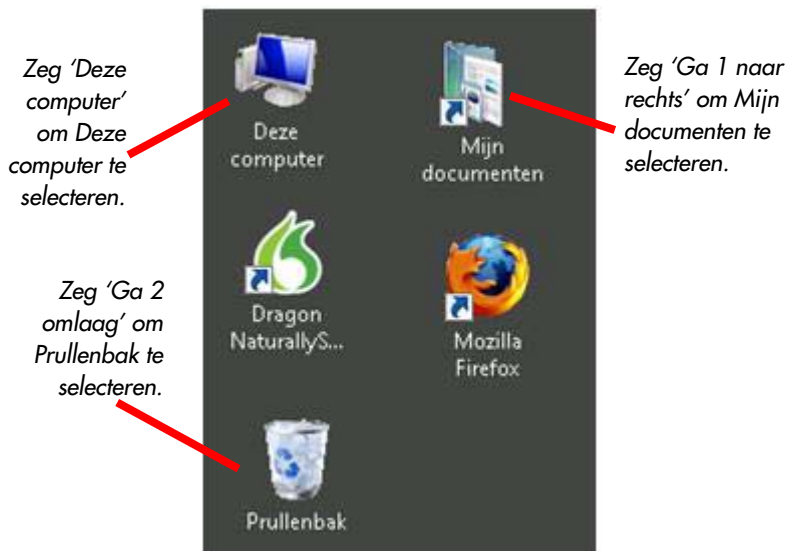 Zeg ‘Deze
computer’
om Deze
computer te
selecteren.
Deze
computer
Mijn
documenten
Zeg ‘Ga 1 naar
rechts’ om Mijn
documenten te
selecteren.
Dragon
NaturallyS...
Mozilla
Firefox
Zeg ‘Ga 2
omlaag’ om
Prullenbak te
selecteren.
Prullenbak